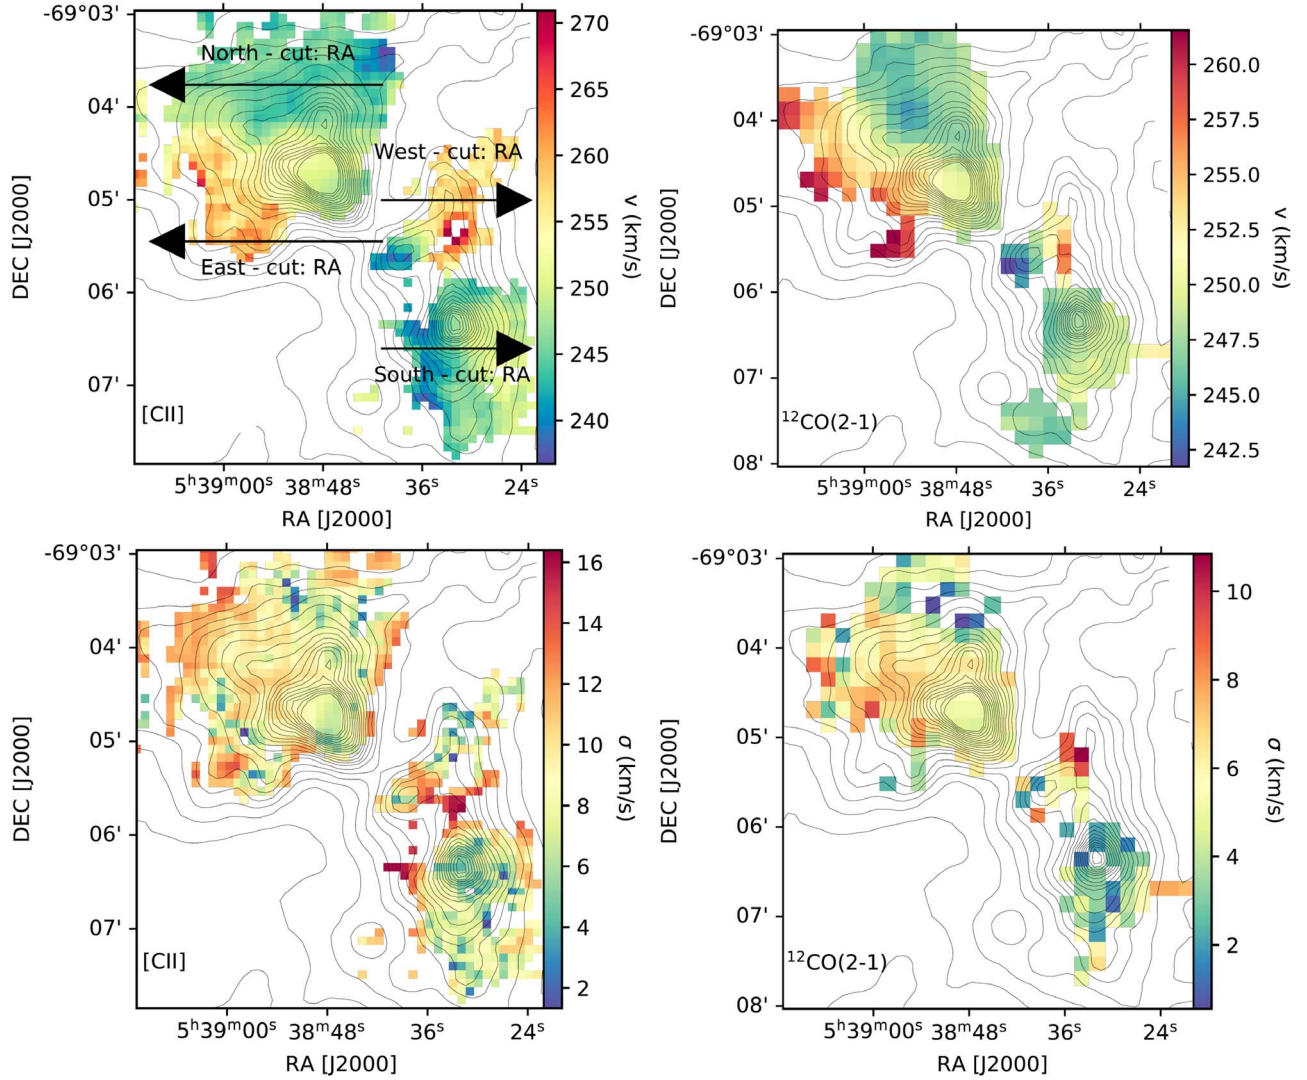 -69°03'
04'
05'
06'
07'
DEC [J2000]
North - cut: RA
West - cut: RA
East - cut: RA
South - cut: RA
[CII]
5ʰ39ᵐ00ˢ
38ᵐ48ˢ
36ˢ
24ˢ
RA [J2000]
270
265
260
255
250
245
240
v (km/s)
-69°03'
04'
05'
06'
07'
08'
DEC [J2000]
¹²CO(2-1)
5ʰ39ᵐ00ˢ
38ᵐ48ˢ
36ˢ
24ˢ
RA [J2000]
260.0
257.5
255.0
252.5
250.0
247.5
245.0
242.5
v (km/s)
-69°03'
04'
05'
06'
07'
DEC [J2000]
[CII]
5ʰ39ᵐ00ˢ
38ᵐ48ˢ
36ˢ
24ˢ
RA [J2000]
16
14
12
10
8
6
4
2
σ (km/s)
-69°03'
04'
05'
06'
07'
08'
DEC [J2000]
¹²CO(2-1)
5ʰ39ᵐ00ˢ
38ᵐ48ˢ
36ˢ
24ˢ
RA [J2000]
10
8
6
4
2
σ (km/s)